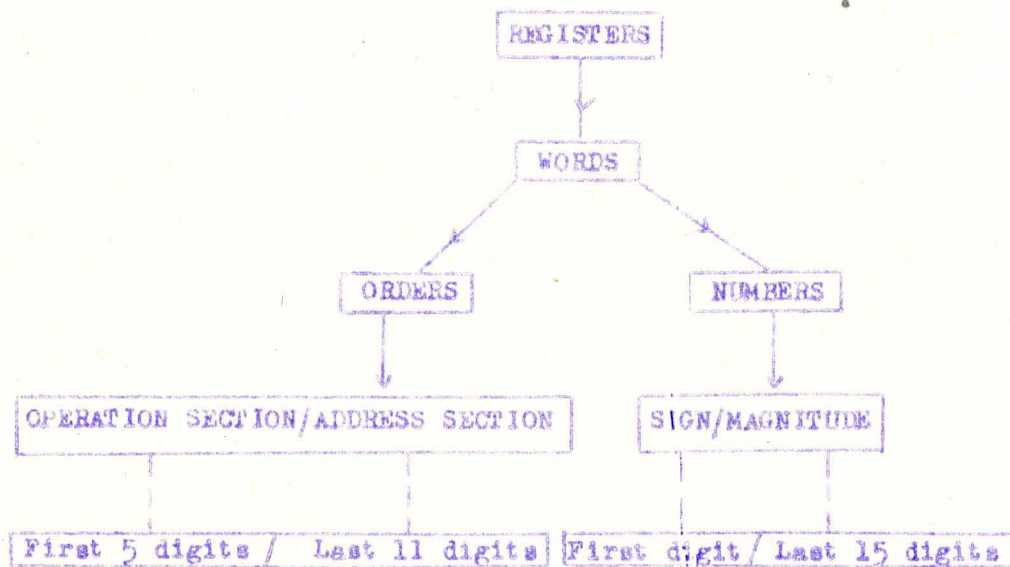 REGISTERS
WORDS
ORDERS
NUMBERS
OPERATION SECTION/ADDRESS SECTION
SIGN/MAGNITUDE
First 5 digits / Last 11 digits
First digit / Last 15 digits